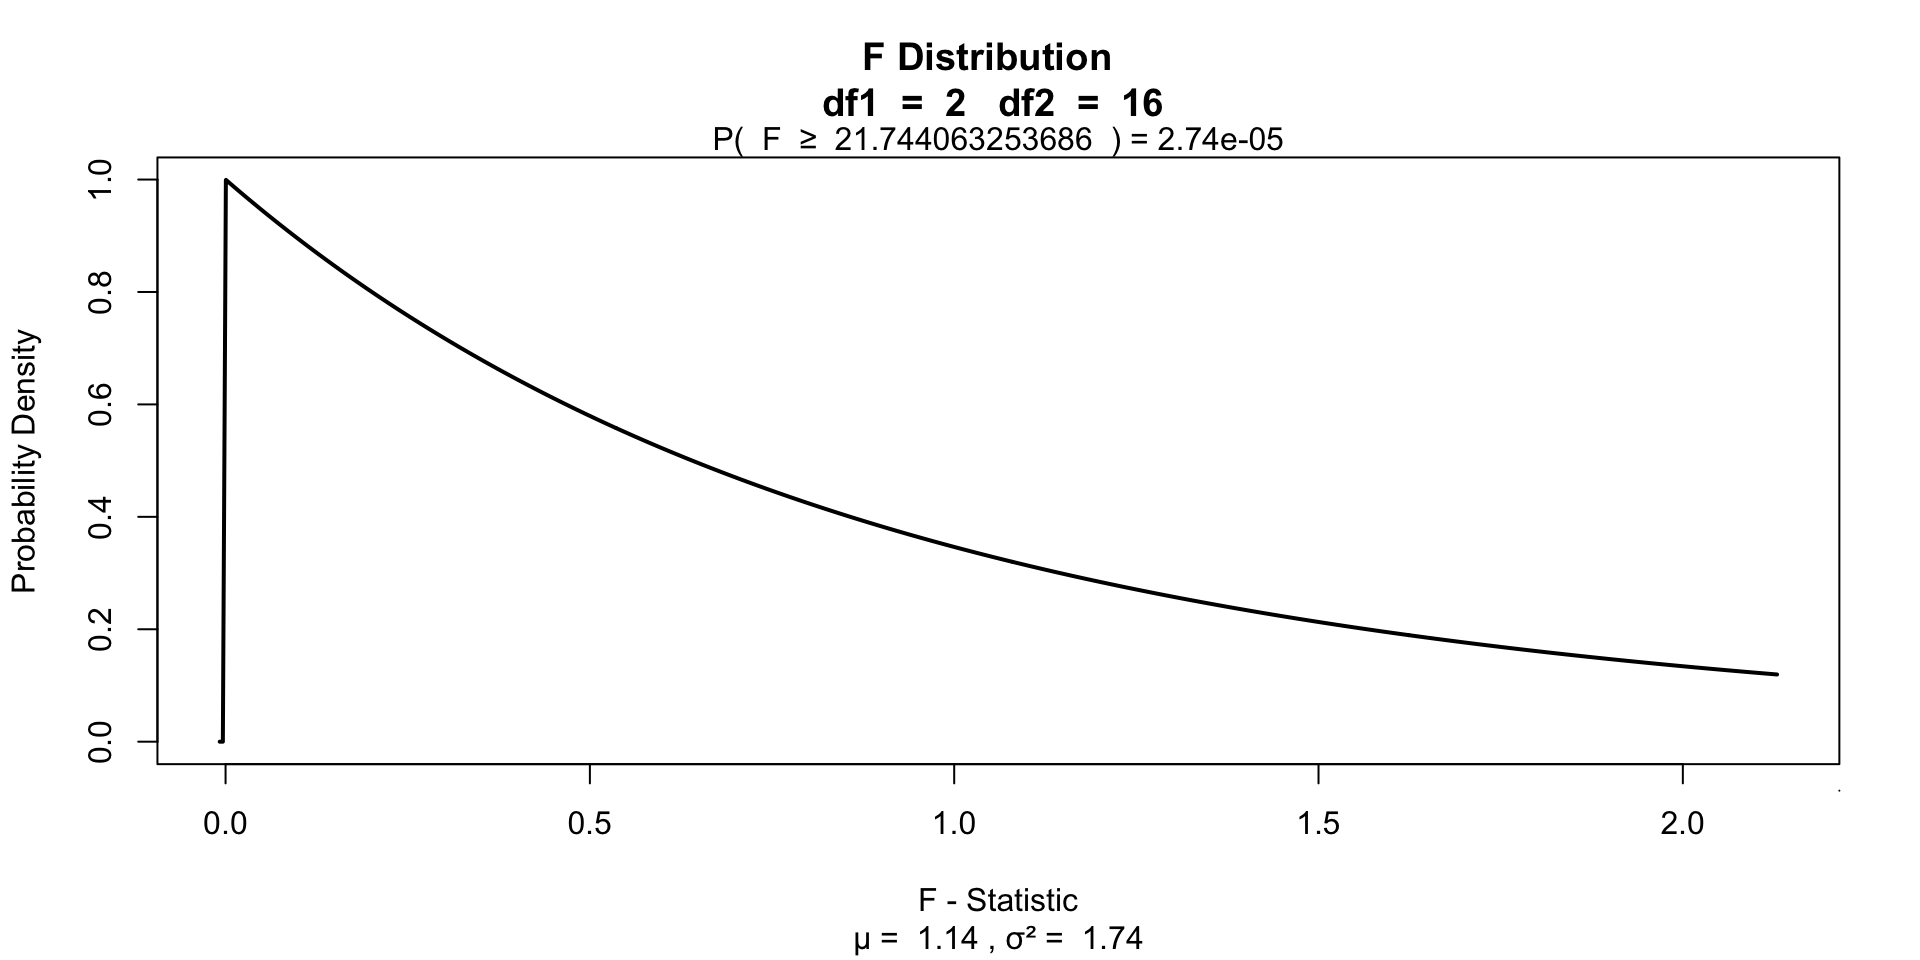 F Distribution
df1 = 2 df2 = 16
P( F ≥ 21.744063253686 ) = 2.74e-05
Probability Density
1.0
0.8
0.6
0.4
0.2
0.0
0.0 0.5 1.0 1.5 2.0
F - Statistic
μ = 1.14 , σ² = 1.74